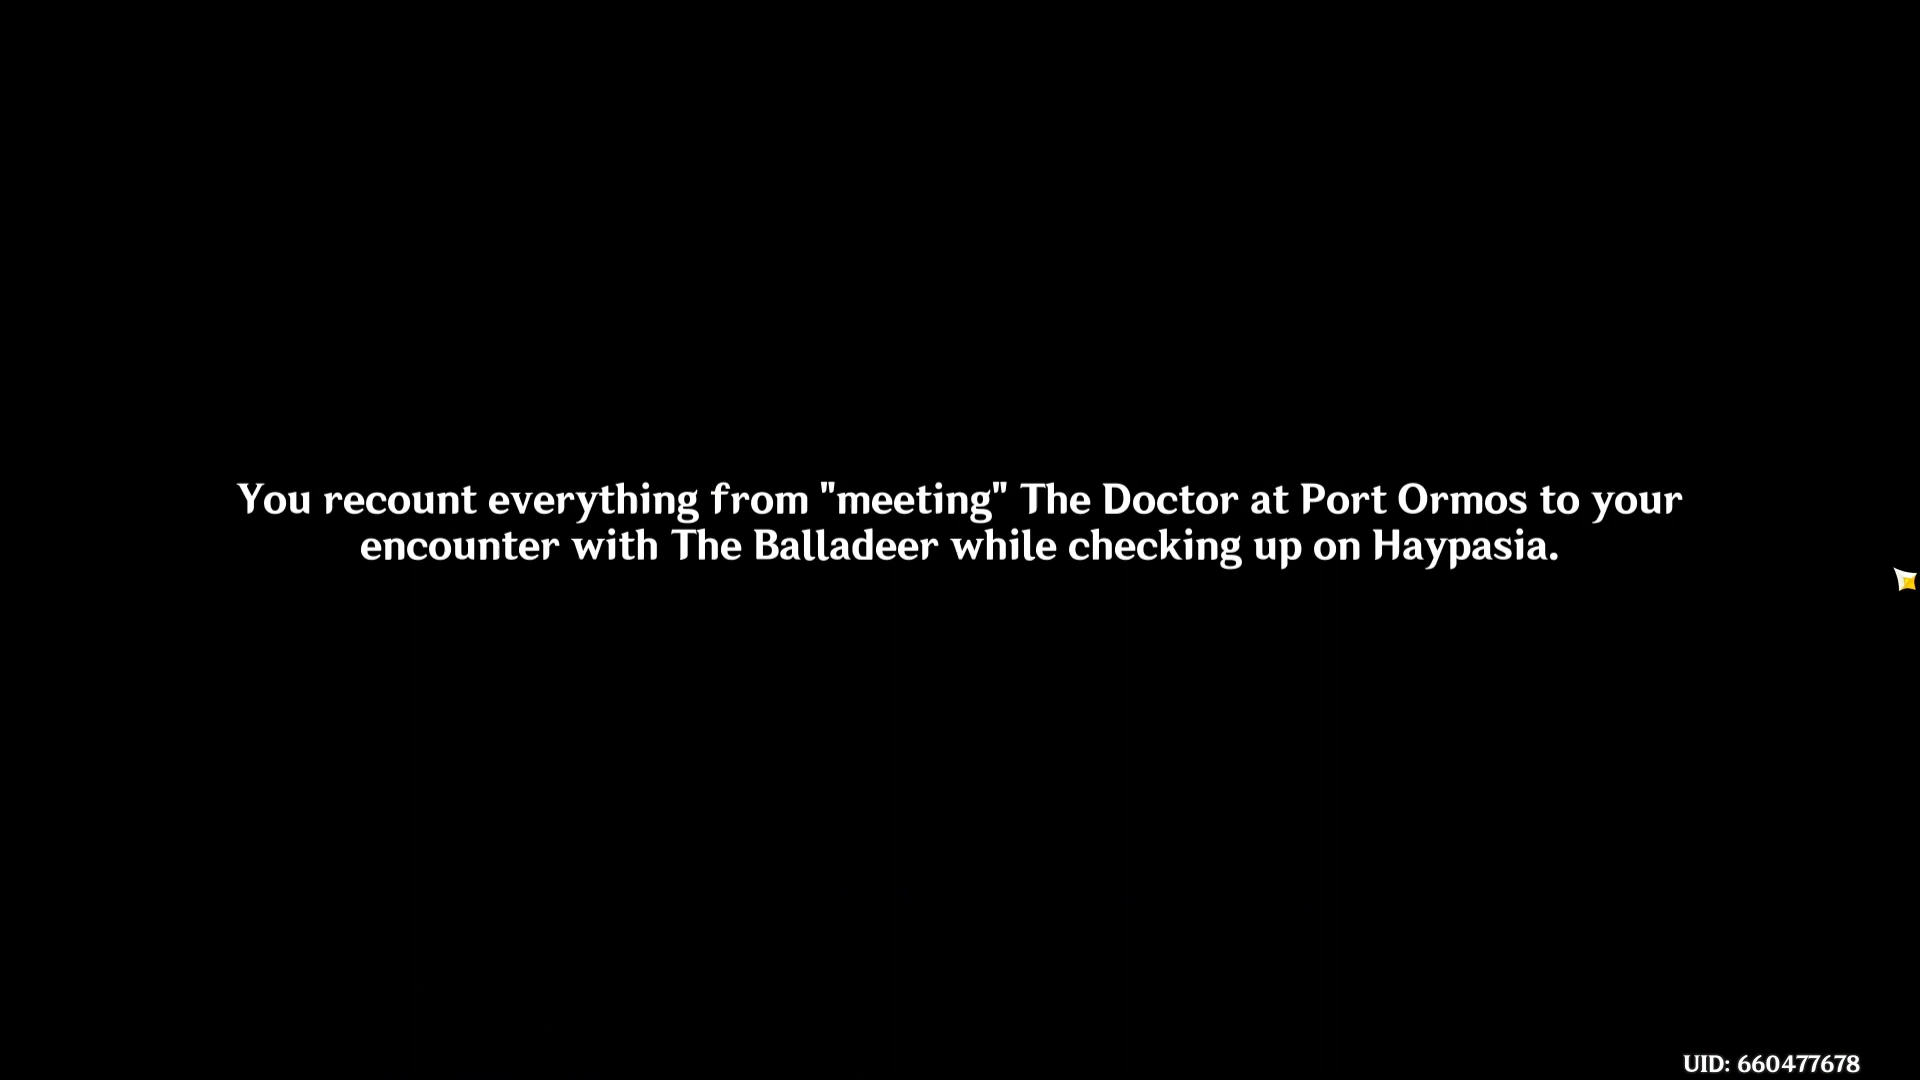 You recount everything from "meeting" The Doctor at Port Ormos to your
encounter with The Balladeer while checking up on Haypasia.
UID: 660477678